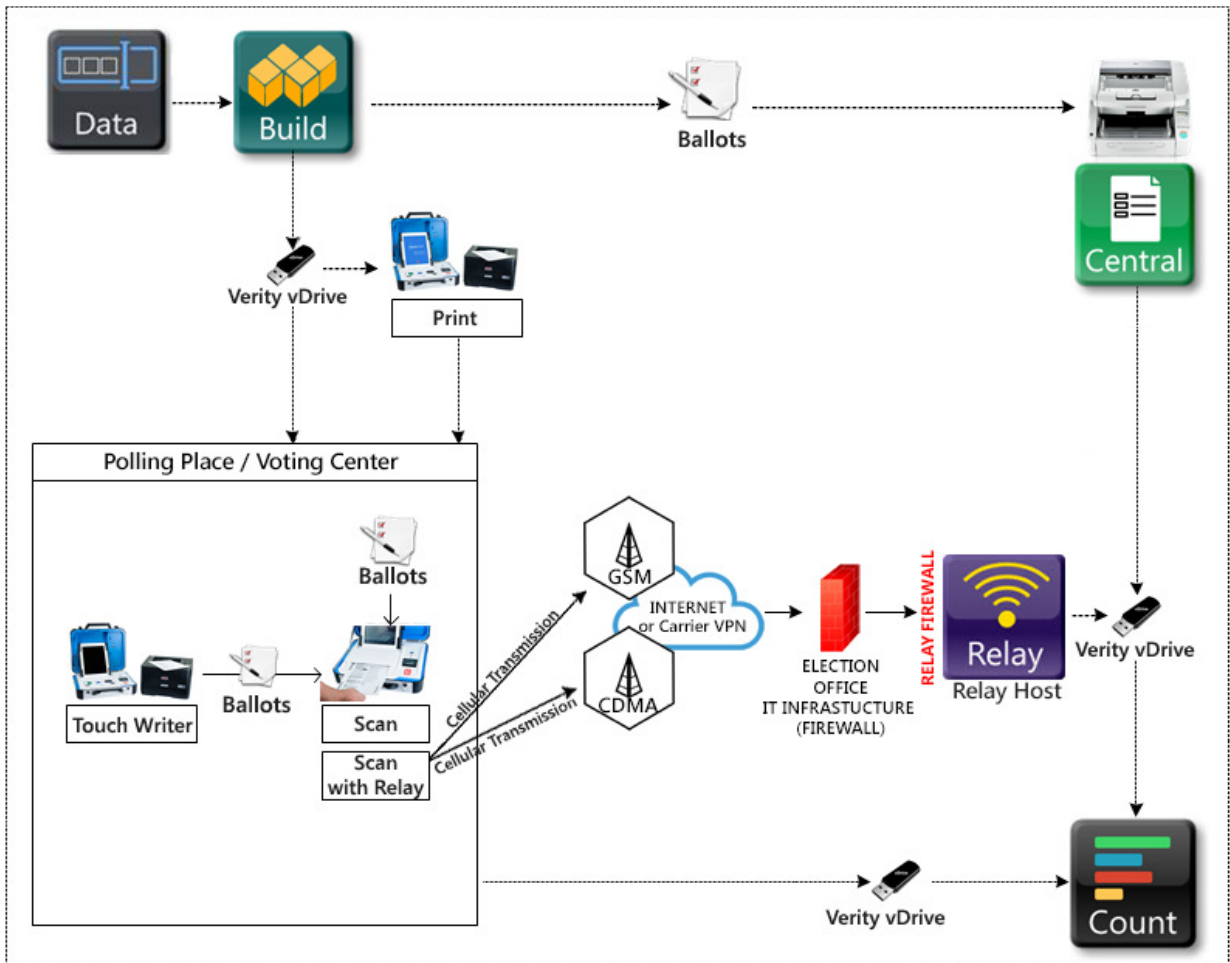 Data
Build
Ballots
Central
Verity vDrive
Print
Polling Place / Voting Center
Ballots
Touch Writer
Ballots
Scan
Scan
with Relay
Cellular Transmission
Cellular Transmission
GSM
INTERNET
or Carrier VPN
CDMA
ELECTION
OFFICE
IT INFRASTUCTURE
(FIREWALL)
RELAY FIREWALL
Relay
Relay Host
Verity vDrive
Verity vDrive
Count